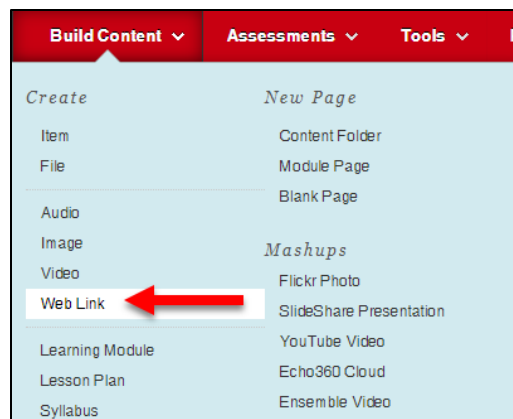 Build Content
Assessments
Tools
Create
Item
File
Audio
Image
Video
Web Link
Learning Module
Lesson Plan
Syllabus
New Page
Content Folder
Module Page
Blank Page
Mashups
Flickr Photo
SlideShare Presentation
YouTube Video
Echo360 Cloud
Ensemble Video